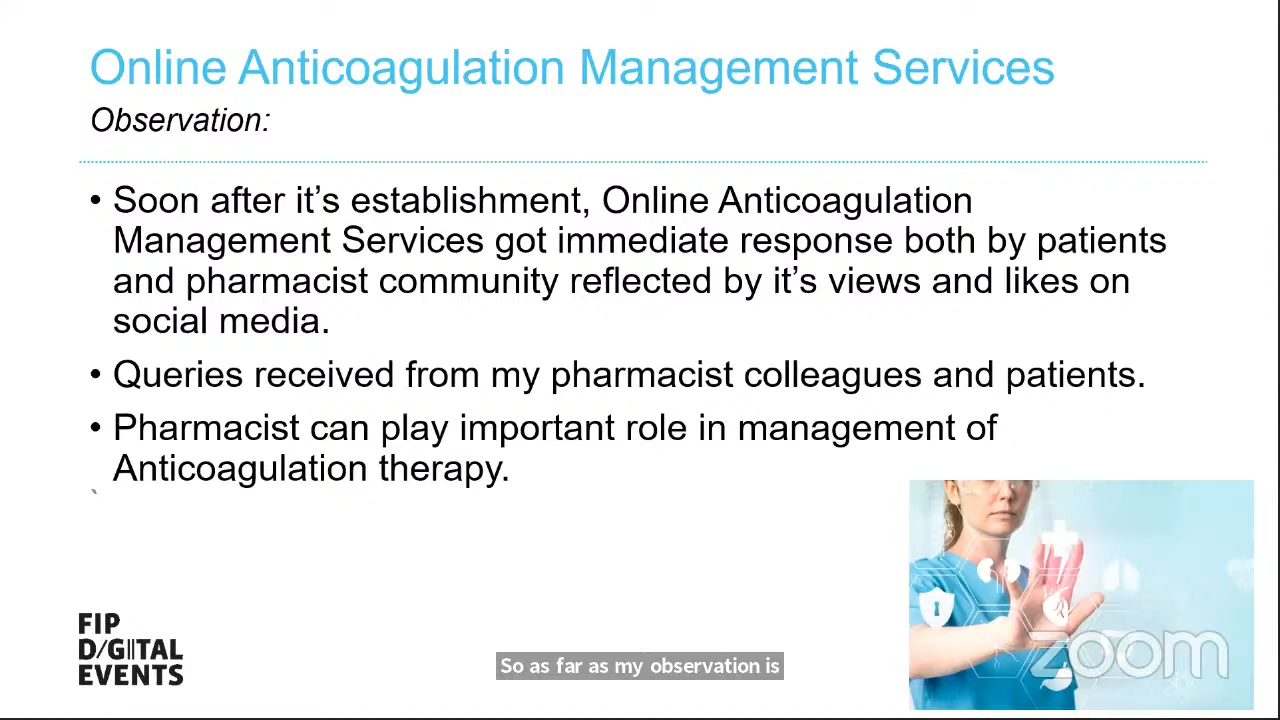 Online Anticoagulation Management Services
Observation:
• Soon after it’s establishment, Online Anticoagulation
Management Services got immediate response both by patients
and pharmacist community reflected by it’s views and likes on
social media.
• Queries received from my pharmacist colleagues and patients.
• Pharmacist can play important role in management of
Anticoagulation therapy.
`
FIP
D/GITAL
EVENTS
So as far as my observation is
zoom